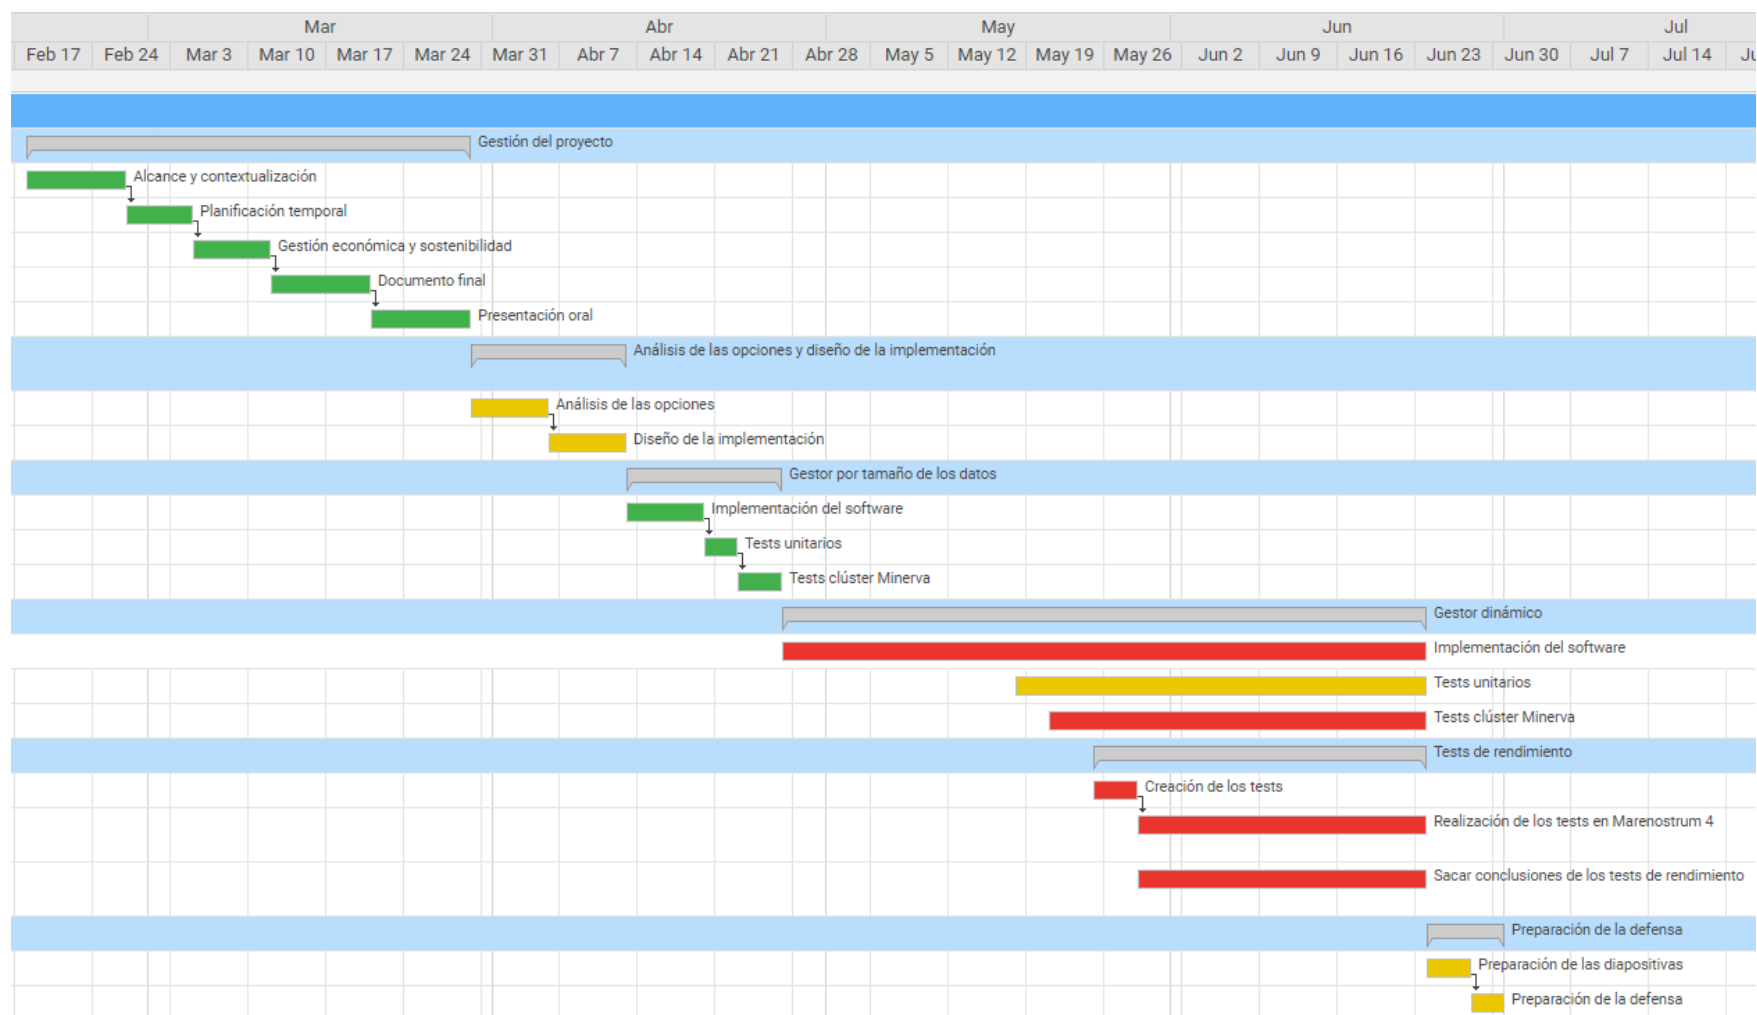 Mar Abr May Jun Jul
Feb 17 Feb 24 Mar 3 Mar 10 Mar 17 Mar 24 Mar 31 Abr 7 Abr 14 Abr 21 Abr 28 May 5 May 12 May 19 May 26 Jun 2 Jun 9 Jun 16 Jun 23 Jun 30 Jul 7 Jul 14
Gestión del proyecto
Alcance y contextualización
Planificación temporal
Gestión económica y sostenibilidad
Documento final
Presentación oral
Análisis de las opciones y diseño de la implementación
Análisis de las opciones
Diseño de la implementación
Gestor por tamaño de los datos
Implementación del software
Tests unitarios
Tests clúster Minerva
Gestor dinámico
Implementación del software
Tests unitarios
Tests clúster Minerva
Tests de rendimiento
Creación de los tests
Realización de los tests en Marenostrum 4
Sacar conclusiones de los tests de rendimiento
Preparación de la defensa
Preparación de las diapositivas
Preparación de la defensa